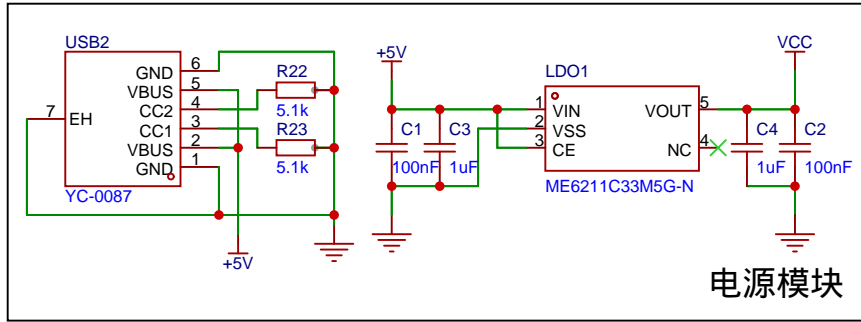 USB2
GND 6
VBUS 5
CC2 4
CC1 3
VBUS 2
GND 1
7 EH
YC-0087
R22
5.1k
R23
5.1k
+5V
+5V
C1
100nF
C3
1uF
LDO1
1 VIN
2 VSS
3 CE
VOUT 5
NC 4
ME6211C33M5G-N
VCC
C4
1uF
C2
100nF
电源模块